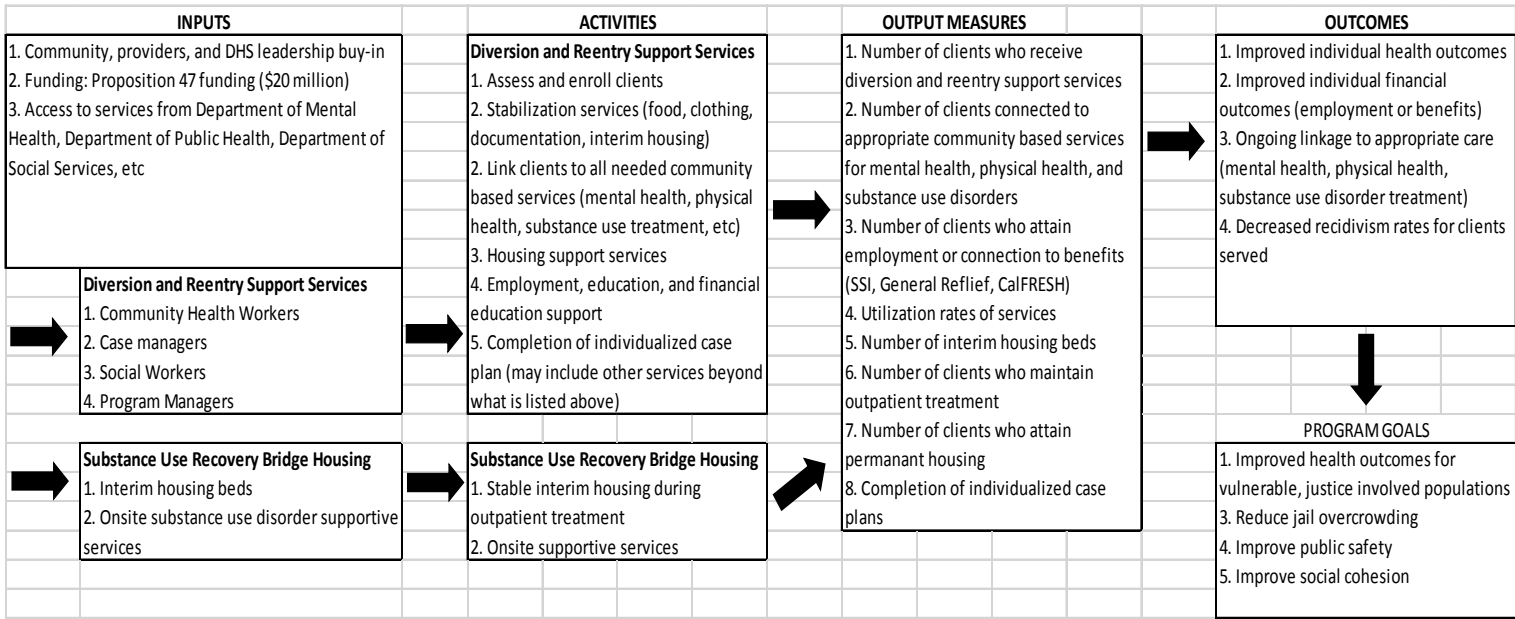 INPUTS
1. Community, providers, and DHS leadership buy-in
2. Funding: Proposition 47 funding ($20 million)
3. Access to services from Department of Mental
Health, Department of Public Health, Department of
Social Services, etc
Diversion and Reentry Support Services
1. Community Health Workers
2. Case managers
3. Social Workers
4. Program Managers
Substance Use Recovery Bridge Housing
1. Interim housing beds
2. Onsite substance use disorder supportive
services
ACTIVITIES
Diversion and Reentry Support Services
1. Assess and enroll clients
2. Stabilization services (food, clothing,
documentation, interim housing)
2. Link clients to all needed community
based services (mental health, physical
health, substance use treatment, etc)
3. Housing support services
4. Employment, education, and financial
education support
5. Completion of individualized case
plan (may include other services beyond
what is listed above)
Substance Use Recovery Bridge Housing
1. Stable interim housing during
outpatient treatment
2. Onsite supportive services
OUTPUT MEASURES
1. Number of clients who receive
diversion and reentry support services
2. Number of clients connected to
appropriate community based services
for mental health, physical health, and
substance use disorders
3. Number of clients who attain
employment or connection to benefits
(SSI, General Reflief, CalFRESH)
4. Utilization rates of services
5. Number of interim housing beds
6. Number of clients who maintain
outpatient treatment
7. Number of clients who attain
permanant housing
8. Completion of individualized case
plans
OUTCOMES
1. Improved individual health outcomes
2. Improved individual financial
outcomes (employment or benefits)
3. Ongoing linkage to appropriate care
(mental health, physical health,
substance use disorder treatment)
4. Decreased recidivism rates for clients
served
PROGRAM GOALS
1. Improved health outcomes for
vulnerable, justice involved populations
3. Reduce jail overcrowding
4. Improve public safety
5. Improve social cohesion